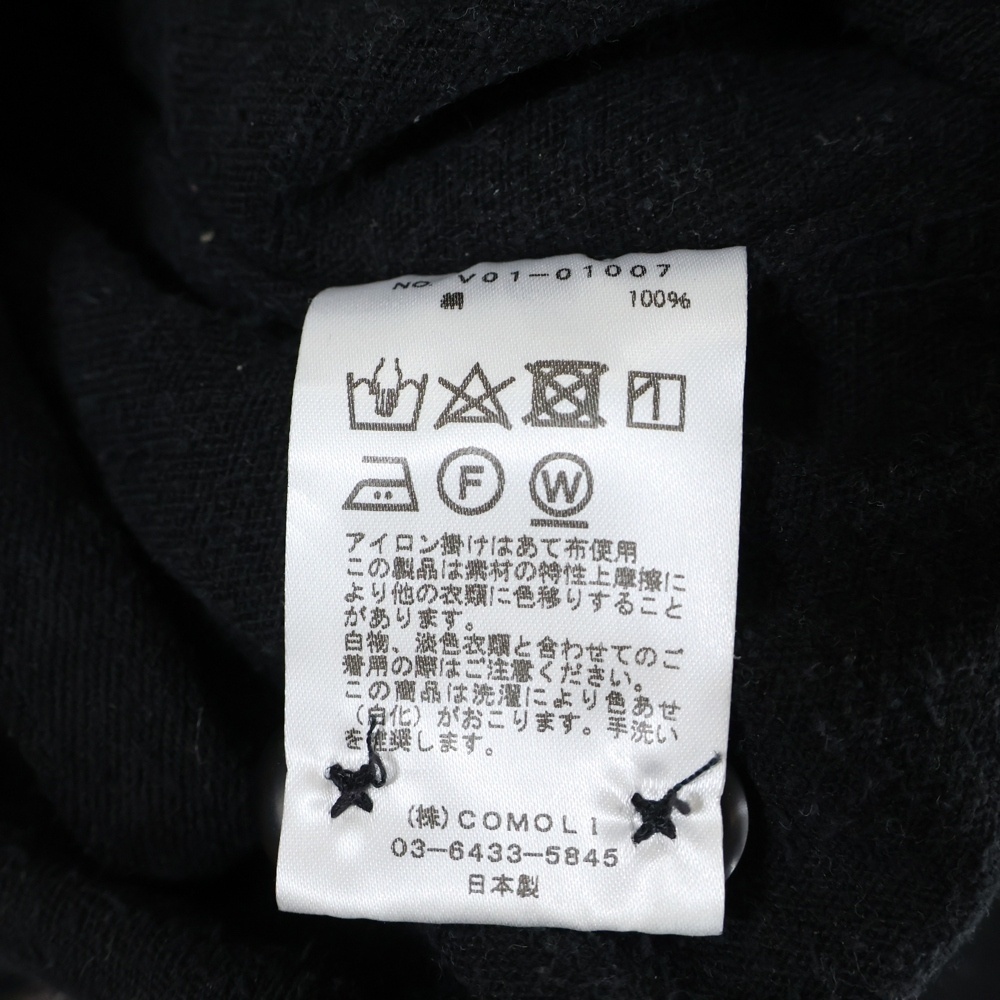 NO. V01-01007
綿 100%
F W
アイロン掛けはあて布使用
この製品は素材の特性上摩擦に
より他の衣類に色移りすること
があります。
白物、淡色衣類と合わせてのご
着用の際はご注意ください。
この商品は洗濯により色あせ
(白化)がおこります。手洗い
を推奨します。
(株)COMOLI
03-6433-5845
日本製